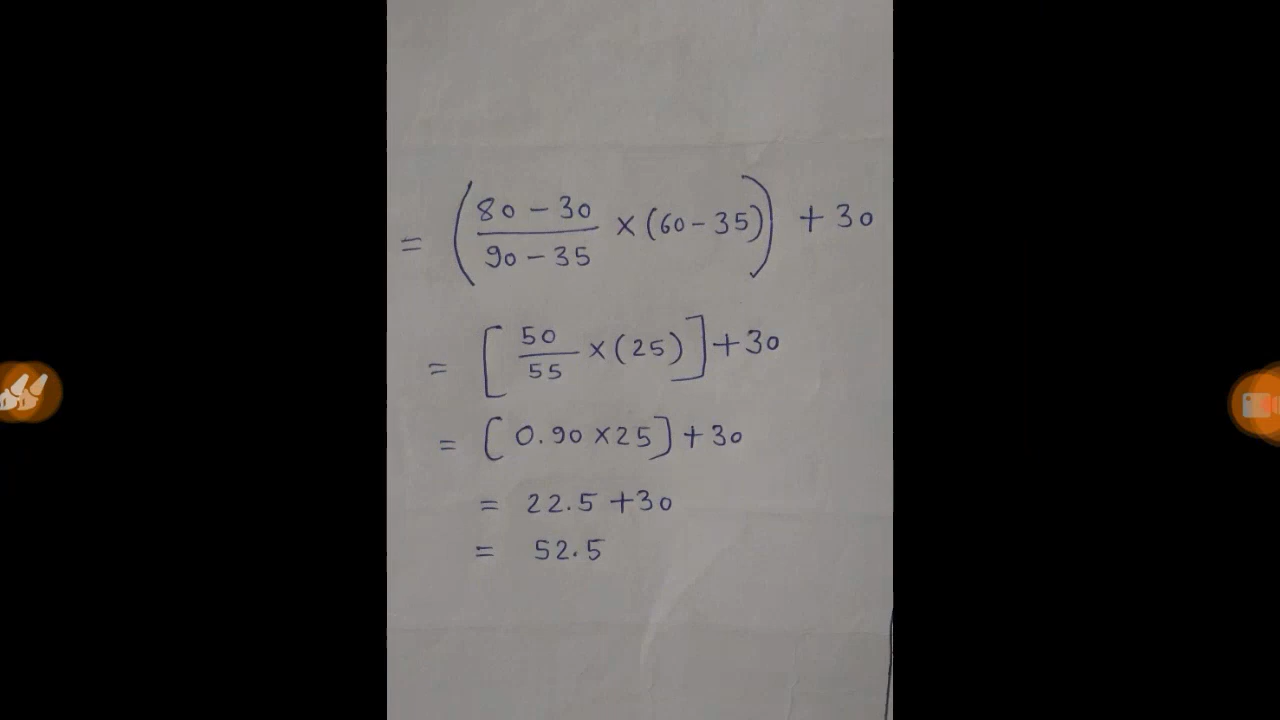 = (80 - 30 / 90 - 35 × (60 - 35)) + 30
= [50 / 55 × (25)] + 30
= [0.90 × 25] + 30
= 22.5 + 30
= 52.5